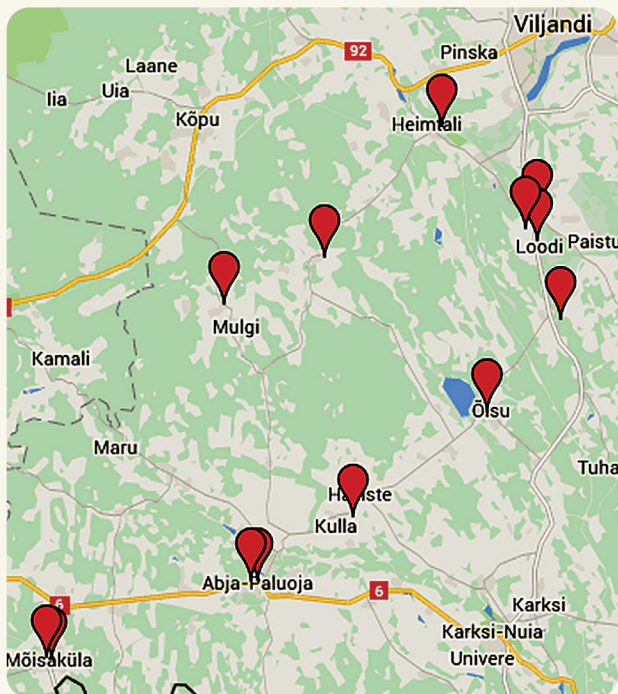 Viljandi
92
Pinska
Laane
Iia
Uia
Kõpu
Heimtali
Loodi
Paistu
Mulgi
Kamali
Õisu
Maru
Tuha
Kulla
Abja-Paluoja
6
6
Karksi
Karksi-Nuia
Mõisaküla
Univere